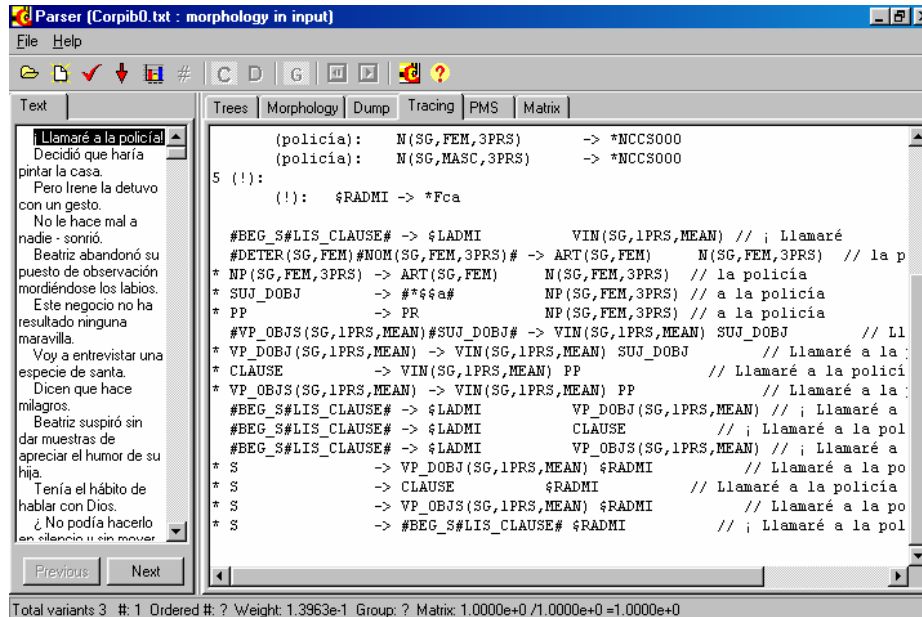 Parser (Corpib0.txt : morphology in input)
File Help
C D G ?
Text
¡ Llamaré a la policía!
Decidió que haría
pintar la casa.
Pero Irene la detuvo
con un gesto.
No le hace mal a
nadie - sonrió.
Beatriz abandonó su
puesto de observación
mordiéndose los labios.
Este negocio no ha
resultado ninguna
maravilla.
Voy a entrevistar una
especie de santa.
Dicen que hace
milagros.
Beatriz suspiró sin
dar muestras de
apreciar el humor de su
hija.
Tenía el hábito de
hablar con Dios.
¿ No podía hacerlo
en silencio y sin mover
Previous Next
Trees Morphology Dump Tracing PMS Matrix
(policía): N(SG,FEM,3PRS) -> *NCCS000
(policía): N(SG,MASC,3PRS) -> *NCCS000
5 (!):
(!): $RADMI -> *Fca
#BEG_S#LIS_CLAUSE# -> $LADMI VIN(SG,1PRS,MEAN) // ¡ Llamaré
#DETER(SG,FEM)#NOM(SG,FEM,3PRS)# -> ART(SG,FEM) N(SG,FEM,3PRS) // la p
* NP(SG,FEM,3PRS) -> ART(SG,FEM) N(SG,FEM,3PRS) // la policía
* SUJ_DOBJ -> #*$$a# NP(SG,FEM,3PRS) // a la policía
* PP -> PR NP(SG,FEM,3PRS) // a la policía
#VP_OBJS(SG,1PRS,MEAN)#SUJ_DOBJ# -> VIN(SG,1PRS,MEAN) SUJ_DOBJ // Ll
* VP_DOBJ(SG,1PRS,MEAN) -> VIN(SG,1PRS,MEAN) SUJ_DOBJ // Llamaré a la
* CLAUSE -> VIN(SG,1PRS,MEAN) PP // Llamaré a la policí
* VP_OBJS(SG,1PRS,MEAN) -> VIN(SG,1PRS,MEAN) PP // Llamaré a la
#BEG_S#LIS_CLAUSE# -> $LADMI VP_DOBJ(SG,1PRS,MEAN) // ¡ Llamaré a
#BEG_S#LIS_CLAUSE# -> $LADMI CLAUSE // ¡ Llamaré a la pol
#BEG_S#LIS_CLAUSE# -> $LADMI VP_OBJS(SG,1PRS,MEAN) // ¡ Llamaré a
* S -> VP_DOBJ(SG,1PRS,MEAN) $RADMI // Llamaré a la po
* S -> CLAUSE $RADMI // Llamaré a la policía
* S -> VP_OBJS(SG,1PRS,MEAN) $RADMI // Llamaré a la po
* S -> #BEG_S#LIS_CLAUSE# $RADMI // ¡ Llamaré a la pol
Total variants 3 #: 1 Ordered #: ? Weight: 1.3963e-1 Group: ? Matrix: 1.0000e+0 /1.0000e+0 =1.0000e+0